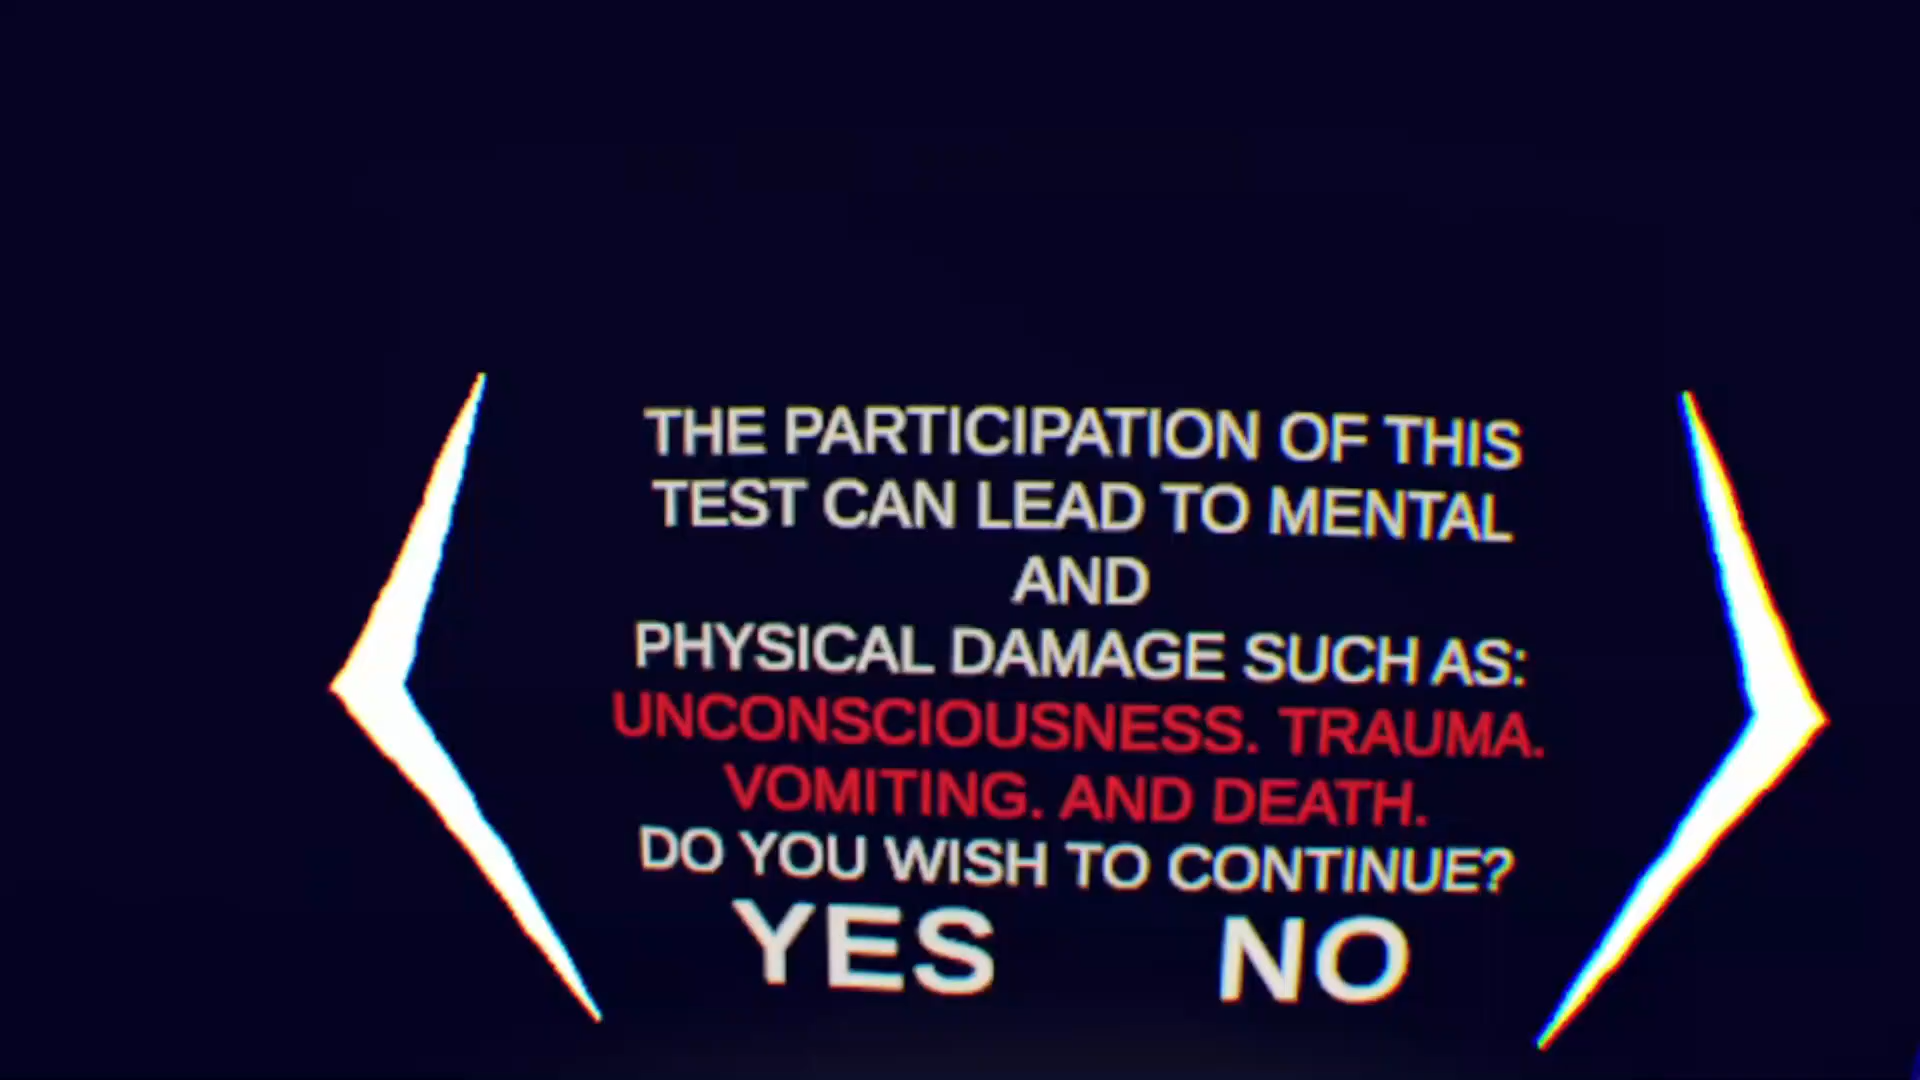 THE PARTICIPATION OF THIS
TEST CAN LEAD TO MENTAL
AND
PHYSICAL DAMAGE SUCH AS:
UNCONSCIOUSNESS. TRAUMA.
VOMITING. AND DEATH.
DO YOU WISH TO CONTINUE?
YES NO